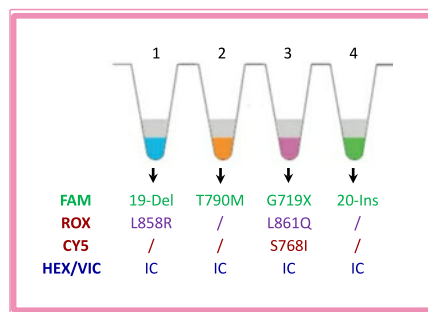 1 2 3 4
FAM 19-Del T790M G719X 20-Ins
ROX L858R / L861Q /
CY5 / / S768I /
HEX/VIC IC IC IC IC